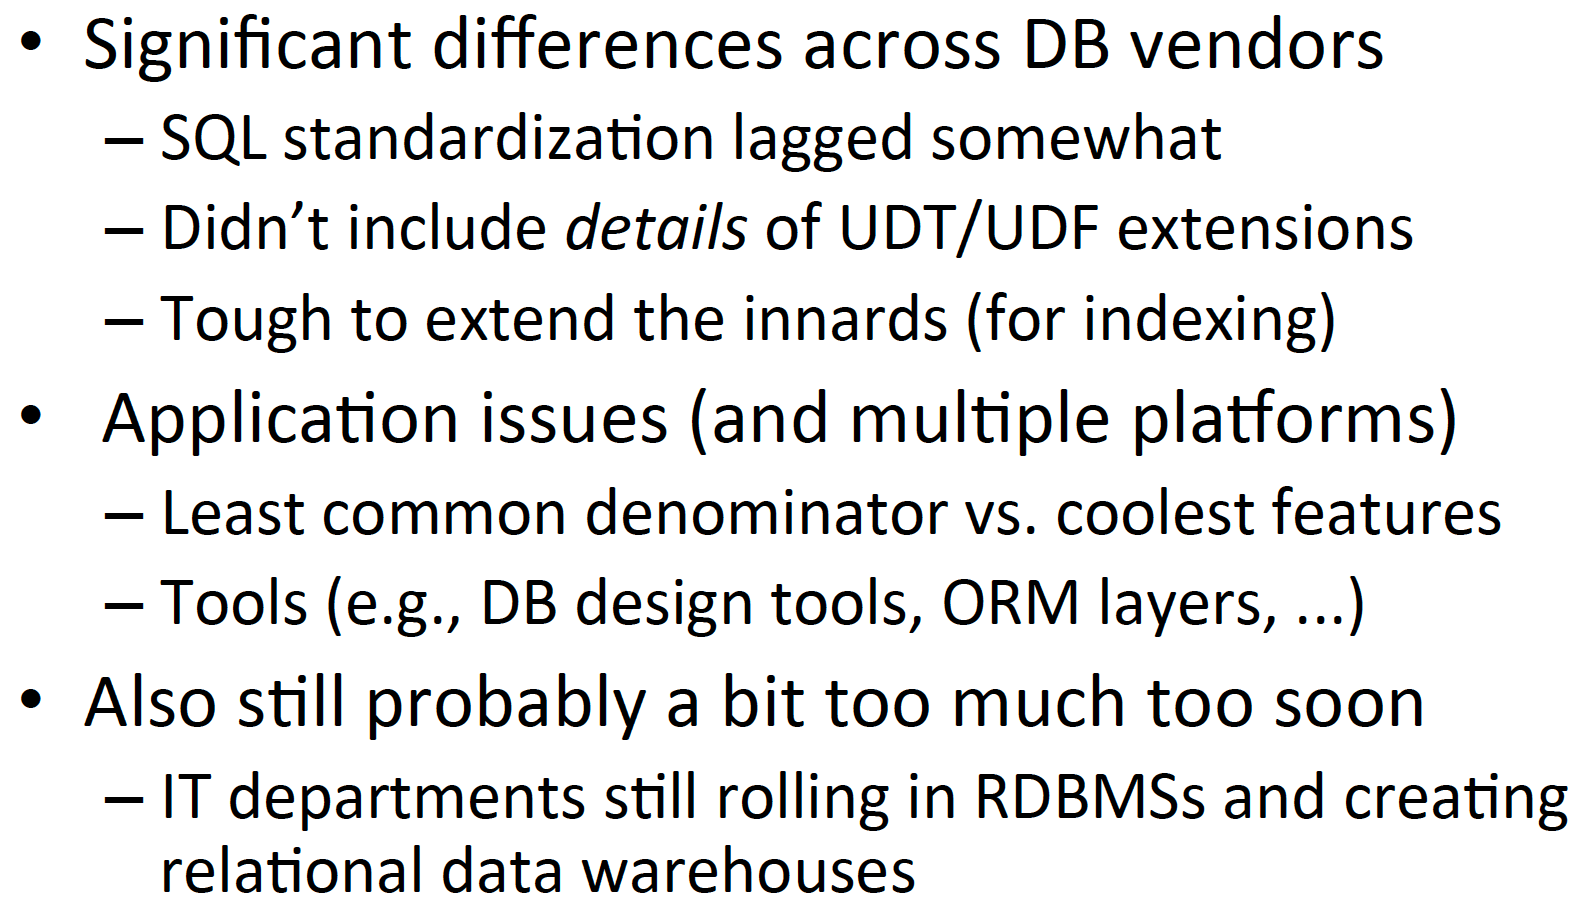 • Significant differences across DB vendors
– SQL standardization lagged somewhat
– Didn’t include details of UDT/UDF extensions
– Tough to extend the innards (for indexing)
• Application issues (and multiple platforms)
– Least common denominator vs. coolest features
– Tools (e.g., DB design tools, ORM layers, ...)
• Also still probably a bit too much too soon
– IT departments still rolling in RDBMSs and creating
relational data warehouses